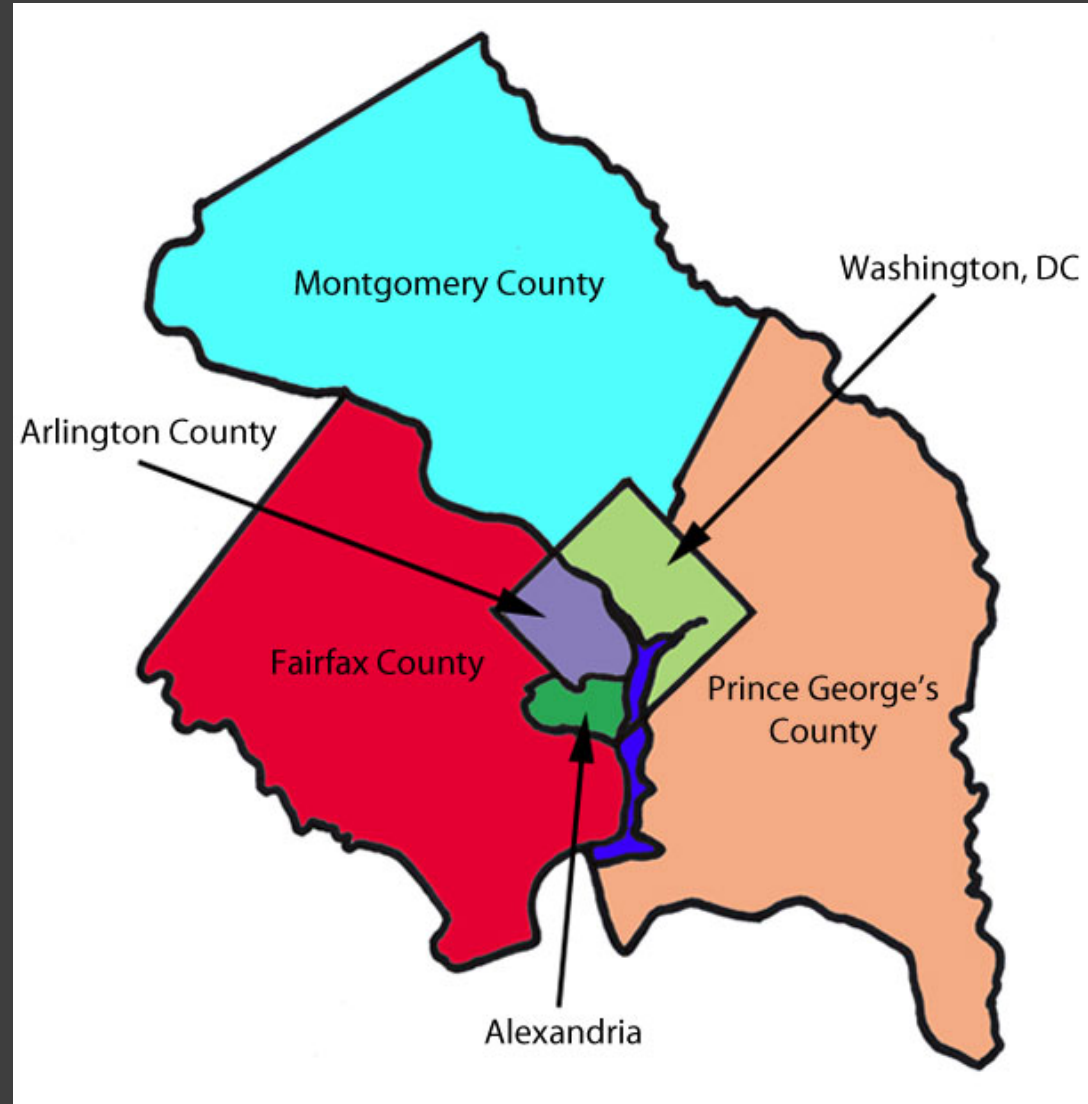 Washington, DC
Montgomery County
Arlington County
Fairfax County
Prince George's
County
Alexandria